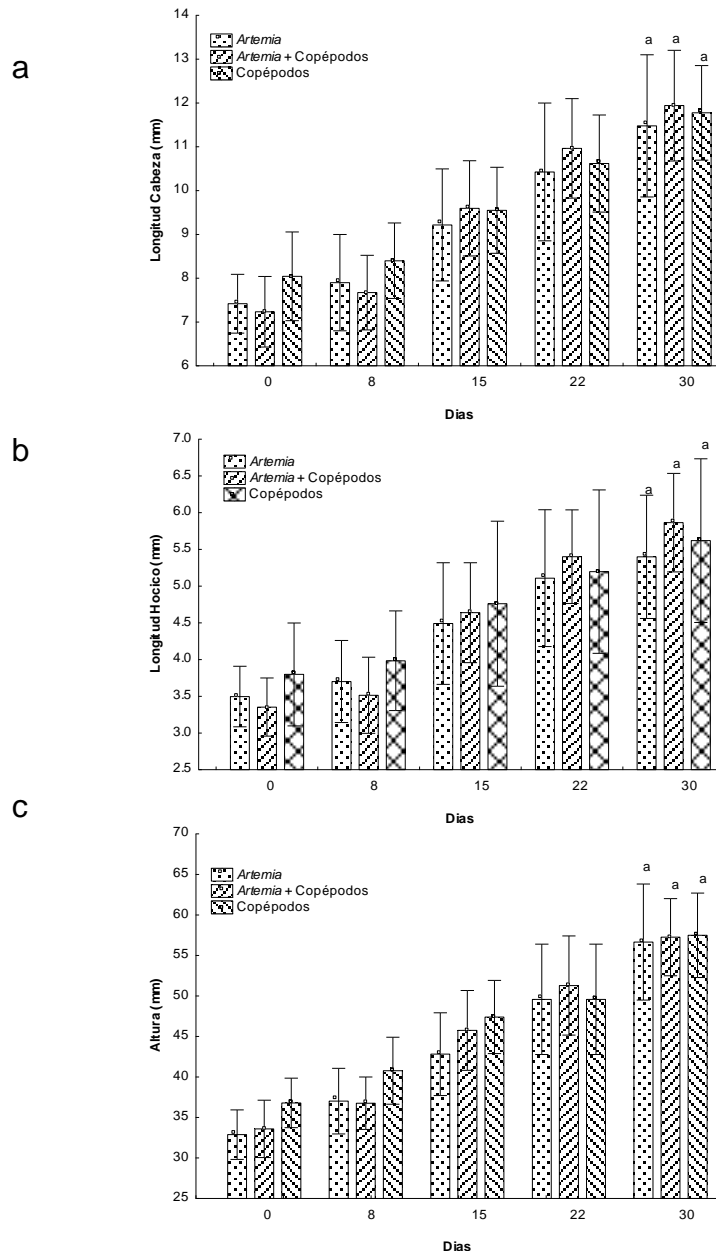 a
14
13
12
11
10
9
8
7
6
Longitud Cabeza (mm)
Artemia
Artemia + Copépodos
Copépodos
a a a
0 8 15 22 30
Dias
b
7.0
6.5
6.0
5.5
5.0
4.5
4.0
3.5
3.0
2.5
Longitud Hocico (mm)
Artemia
Artemia + Copépodos
Copépodos
a a a
0 8 15 22 30
Dias
c
70
65
60
55
50
45
40
35
30
25
Altura (mm)
Artemia
Artemia + Copépodos
Copépodos
a a a
0 8 15 22 30
Dias